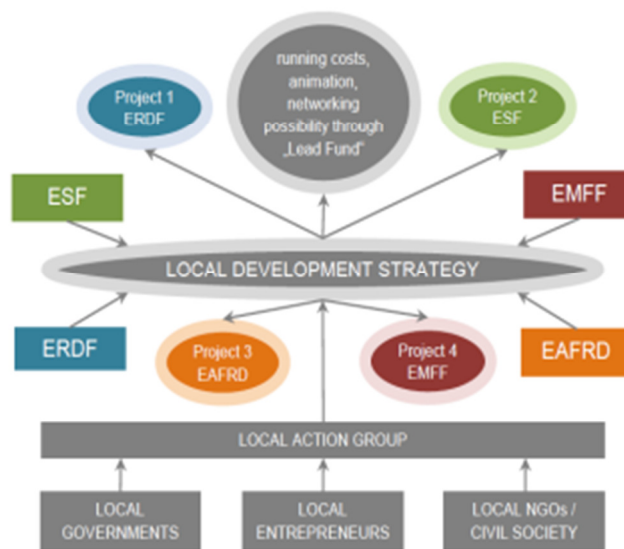 running costs,
animation,
networking
possibility through
„Lead Fund"
Project 1
ERDF
Project 2
ESF
ESF
EMFF
LOCAL DEVELOPMENT STRATEGY
ERDF
Project 3
EAFRD
Project 4
EMFF
EAFRD
LOCAL ACTION GROUP
LOCAL
GOVERNMENTS
LOCAL
ENTREPRENEURS
LOCAL NGOs /
CIVIL SOCIETY